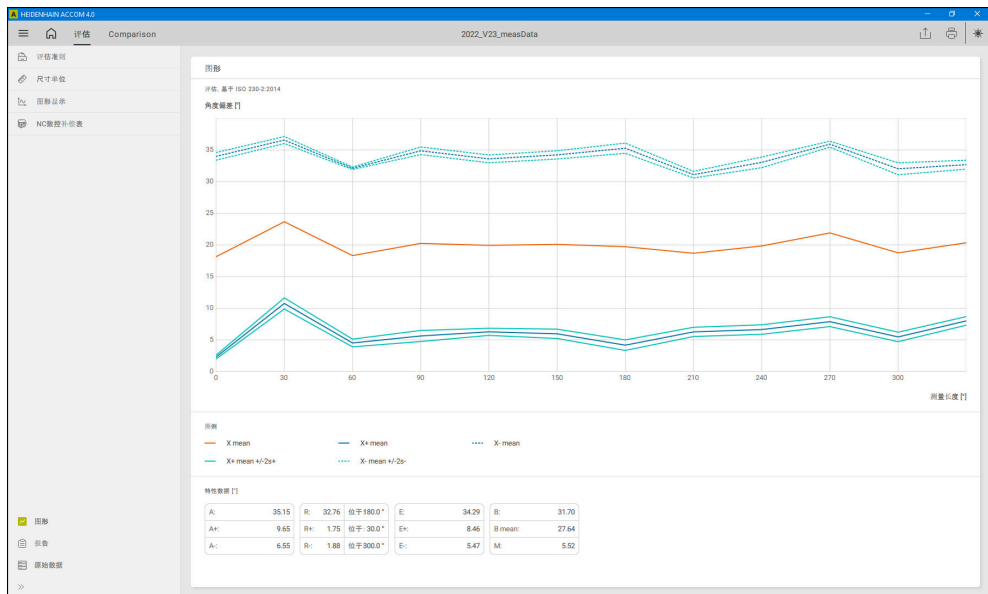 HEIDENHAIN ACCOM 4.0
评估 Comparison 2022_V23_measData
评估准则
尺寸单位
图形显示
NC数控补偿表
图形
报告
原始数据
图形
评估, 基于 ISO 230-2:2014
角度偏差 ["]
35
30
25
20
15
10
5
0
0 30 60 90 120 150 180 210 240 270 300
测量长度 [°]
图例
X mean X+ mean X- mean
X+ mean +/-2s+ X- mean +/-2s-
特性数据 ["]
A: 35.15 R: 32.76 位于180.0 ° E: 34.29 B: 31.70
A+: 9.65 R+: 1.75 位于: 30.0 ° E+: 8.46 B mean: 27.64
A-: 6.55 R-: 1.88 位于300.0 ° E-: 5.47 M: 5.52